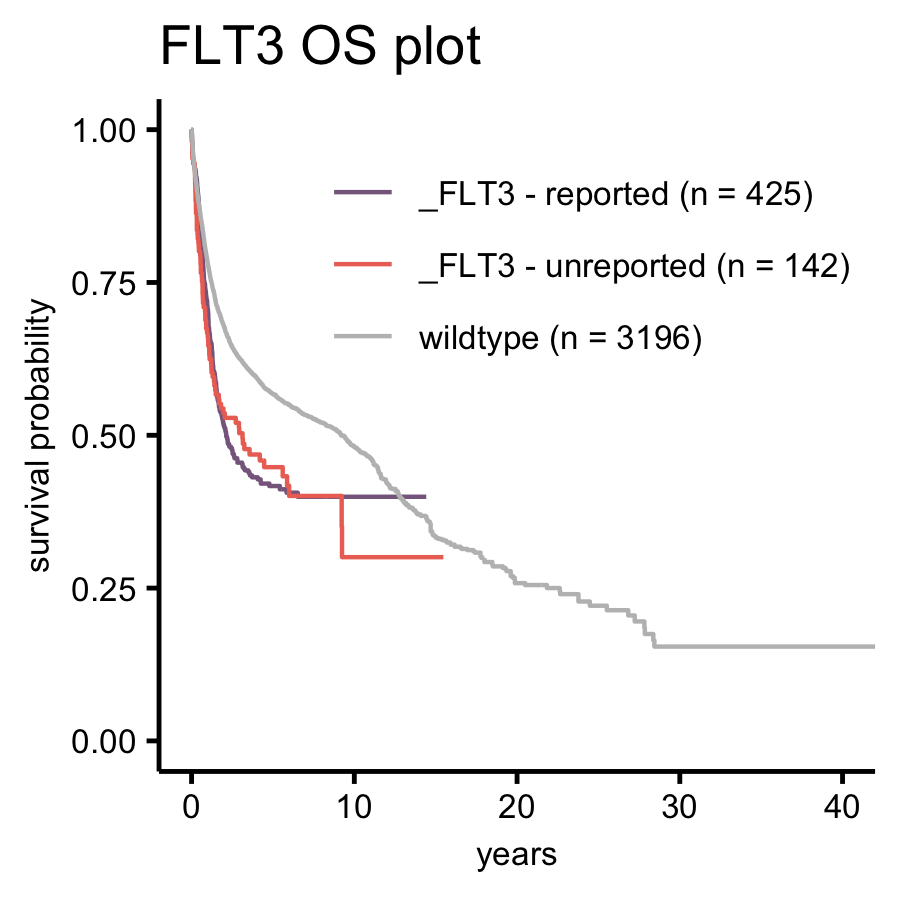 FLT3 OS plot
1.00
0.75
0.50
0.25
0.00
survival probability
_FLT3 - reported (n = 425)
_FLT3 - unreported (n = 142)
wildtype (n = 3196)
0 10 20 30 40
years